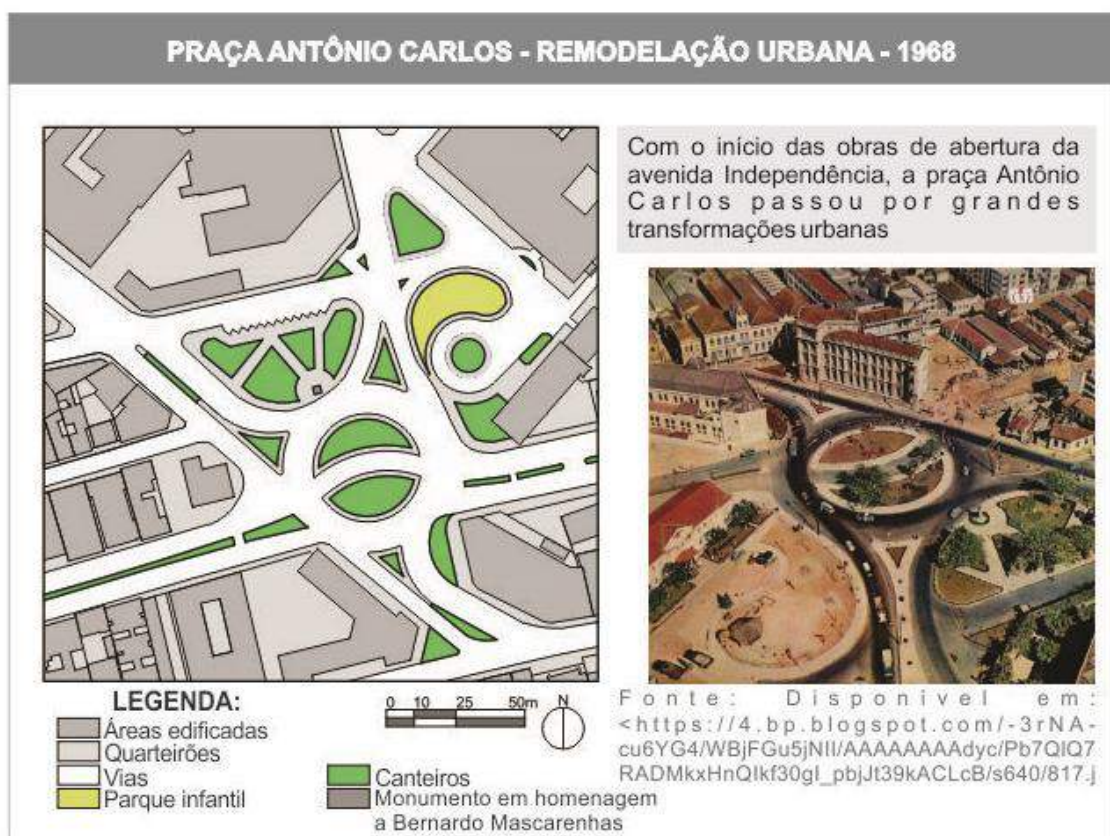 PRAÇA ANTÔNIO CARLOS - REMODELAÇÃO URBANA - 1968
Com o início das obras de abertura da
avenida Independência, a praça Antônio
Carlos passou por grandes
transformações urbanas
LEGENDA:
Áreas edificadas
Quarteirões
Vias
Parque infantil
Canteiros
Monumento em homenagem
a Bernardo Mascarenhas
0 10 25 50m
N
Fonte: Disponível em:
<https://4.bp.blogspot.com/-3rNA-
cu6YG4/WBjFGu5jNII/AAAAAAAAdyc/Pb7QIQ7
RADMkxHnQIkf30gI_pbjJt39kACLcB/s640/817.j